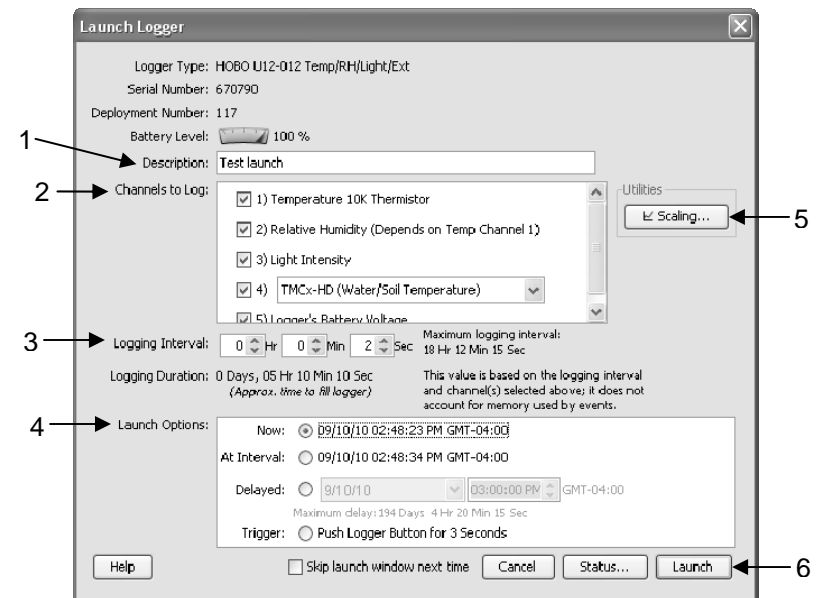 Launch Logger
Logger Type: HOBO U12-012 Temp/RH/Light/Ext
Serial Number: 670790
Deployment Number: 117
Battery Level: 100 %
1
Description: Test launch
2
Channels to Log:
1) Temperature 10K Thermistor
2) Relative Humidity (Depends on Temp Channel 1)
3) Light Intensity
4) TMCx-HD (Water/Soil Temperature)
5) Logger's Battery Voltage
Utilities
Scaling...
5
3
Logging Interval: 0 Hr 0 Min 2 Sec
Maximum logging interval:
18 Hr 12 Min 15 Sec
Logging Duration: 0 Days, 05 Hr 10 Min 10 Sec
(Approx. time to fill logger)
This value is based on the logging interval
and channel(s) selected above; it does not
account for memory used by events.
4
Launch Options:
Now: 09/10/10 02:48:23 PM GMT-04:00
At Interval: 09/10/10 02:48:34 PM GMT-04:00
Delayed: 9/10/10 03:00:00 PM GMT-04:00
Maximum delay: 194 Days 4 Hr 20 Min 15 Sec
Trigger: Push Logger Button for 3 Seconds
Help
Skip launch window next time
Cancel
Status...
Launch
6